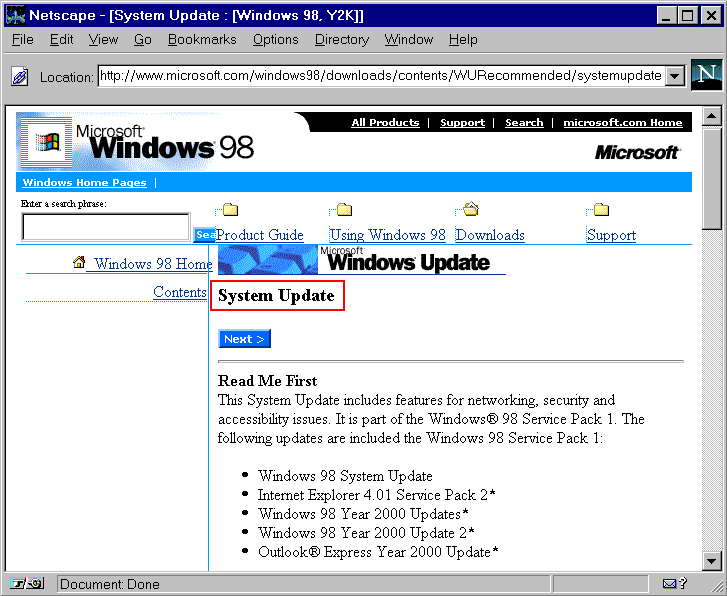 Netscape - [System Update : [Windows 98, Y2K]]
File Edit View Go Bookmarks Options Directory Window Help
Location: http://www.microsoft.com/windows98/downloads/contents/WURecommended/systemupdate
N
All Products | Support | Search | microsoft.com Home
Microsoft®
Windows 98
Microsoft®
Windows Home Pages |
Enter a search phrase:
Sea
Product Guide Using Windows 98 Downloads Support
Windows 98 Home
Contents
Microsoft®
Windows Update
System Update
Next >
Read Me First
This System Update includes features for networking, security and
accessibility issues. It is part of the Windows® 98 Service Pack 1. The
following updates are included the Windows 98 Service Pack 1:
• Windows 98 System Update
• Internet Explorer 4.01 Service Pack 2*
• Windows 98 Year 2000 Updates*
• Windows 98 Year 2000 Update 2*
• Outlook® Express Year 2000 Update*
Document: Done
?